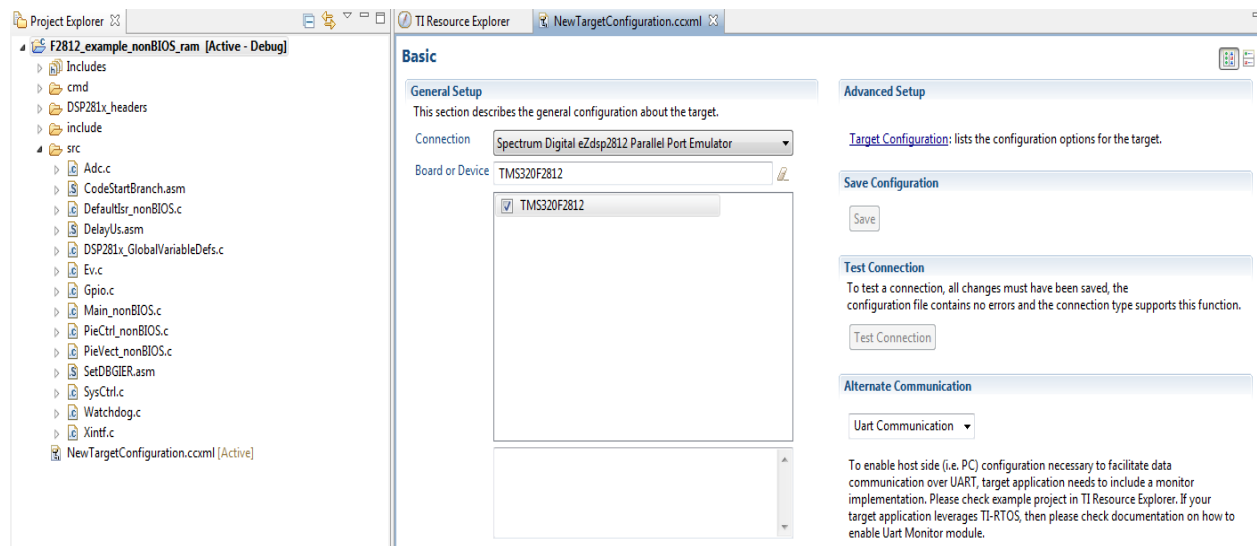 Project Explorer
F2812_example_nonBIOS_ram [Active - Debug]
Includes
cmd
DSP281x_headers
include
src
Adc.c
CodeStartBranch.asm
DefaultIsr_nonBIOS.c
DelayUs.asm
DSP281x_GlobalVariableDefs.c
Ev.c
Gpio.c
Main_nonBIOS.c
PieCtrl_nonBIOS.c
PieVect_nonBIOS.c
SetDBGIER.asm
SysCtrl.c
Watchdog.c
Xintf.c
NewTargetConfiguration.ccxml [Active]
TI Resource Explorer
NewTargetConfiguration.ccxml
Basic
General Setup
This section describes the general configuration about the target.
Connection
Spectrum Digital eZdsp2812 Parallel Port Emulator
Board or Device
TMS320F2812
TMS320F2812
Advanced Setup
Target Configuration: lists the configuration options for the target.
Save Configuration
Save
Test Connection
To test a connection, all changes must have been saved, the
configuration file contains no errors and the connection type supports this function.
Test Connection
Alternate Communication
Uart Communication
To enable host side (i.e. PC) configuration necessary to facilitate data
communication over UART, target application needs to include a monitor
implementation. Please check example project in TI Resource Explorer. If your
target application leverages TI-RTOS, then please check documentation on how to
enable Uart Monitor module.